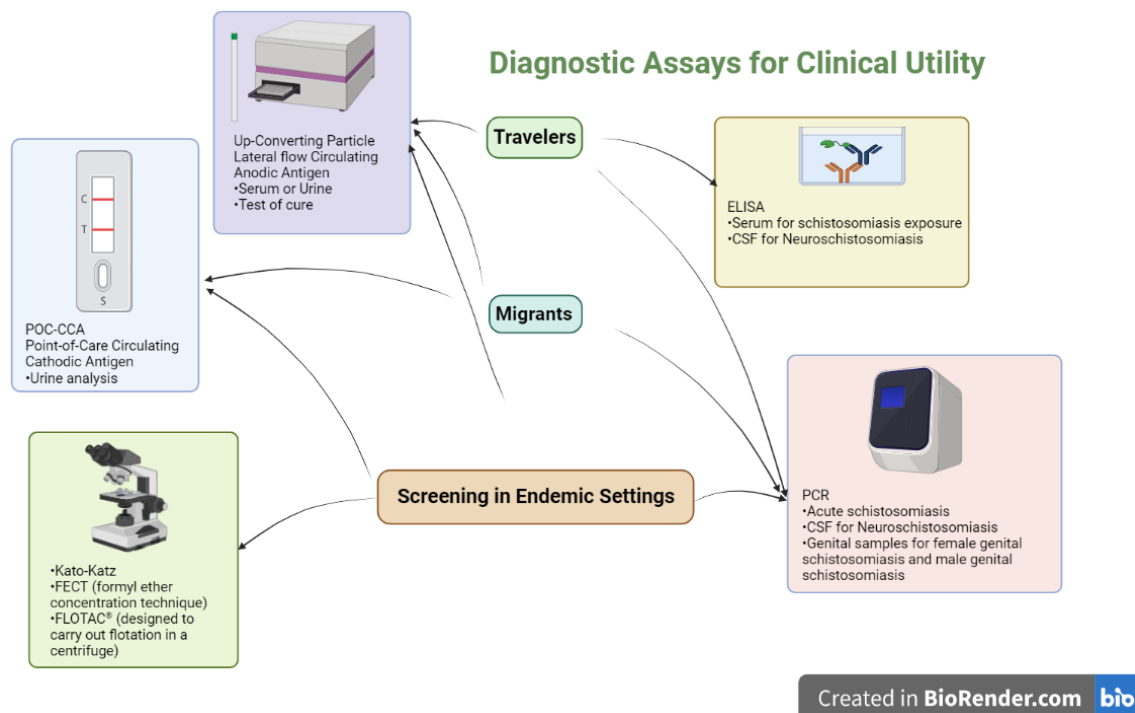 Diagnostic Assays for Clinical Utility
Up-Converting Particle
Lateral flow Circulating
Anodic Antigen
•Serum or Urine
•Test of cure
Travelers
ELISA
•Serum for schistosomiasis exposure
•CSF for Neuroschistosomiasis
C
T
S
POC-CCA
Point-of-Care Circulating
Cathodic Antigen
•Urine analysis
Migrants
PCR
•Acute schistosomiasis
•CSF for Neuroschistosomiasis
•Genital samples for female genital
schistosomiasis and male genital
schistosomiasis
Screening in Endemic Settings
•Kato-Katz
•FECT (formyl ether
concentration technique)
•FLOTAC® (designed to
carry out flotation in a
centrifuge)
Created in BioRender.com bio